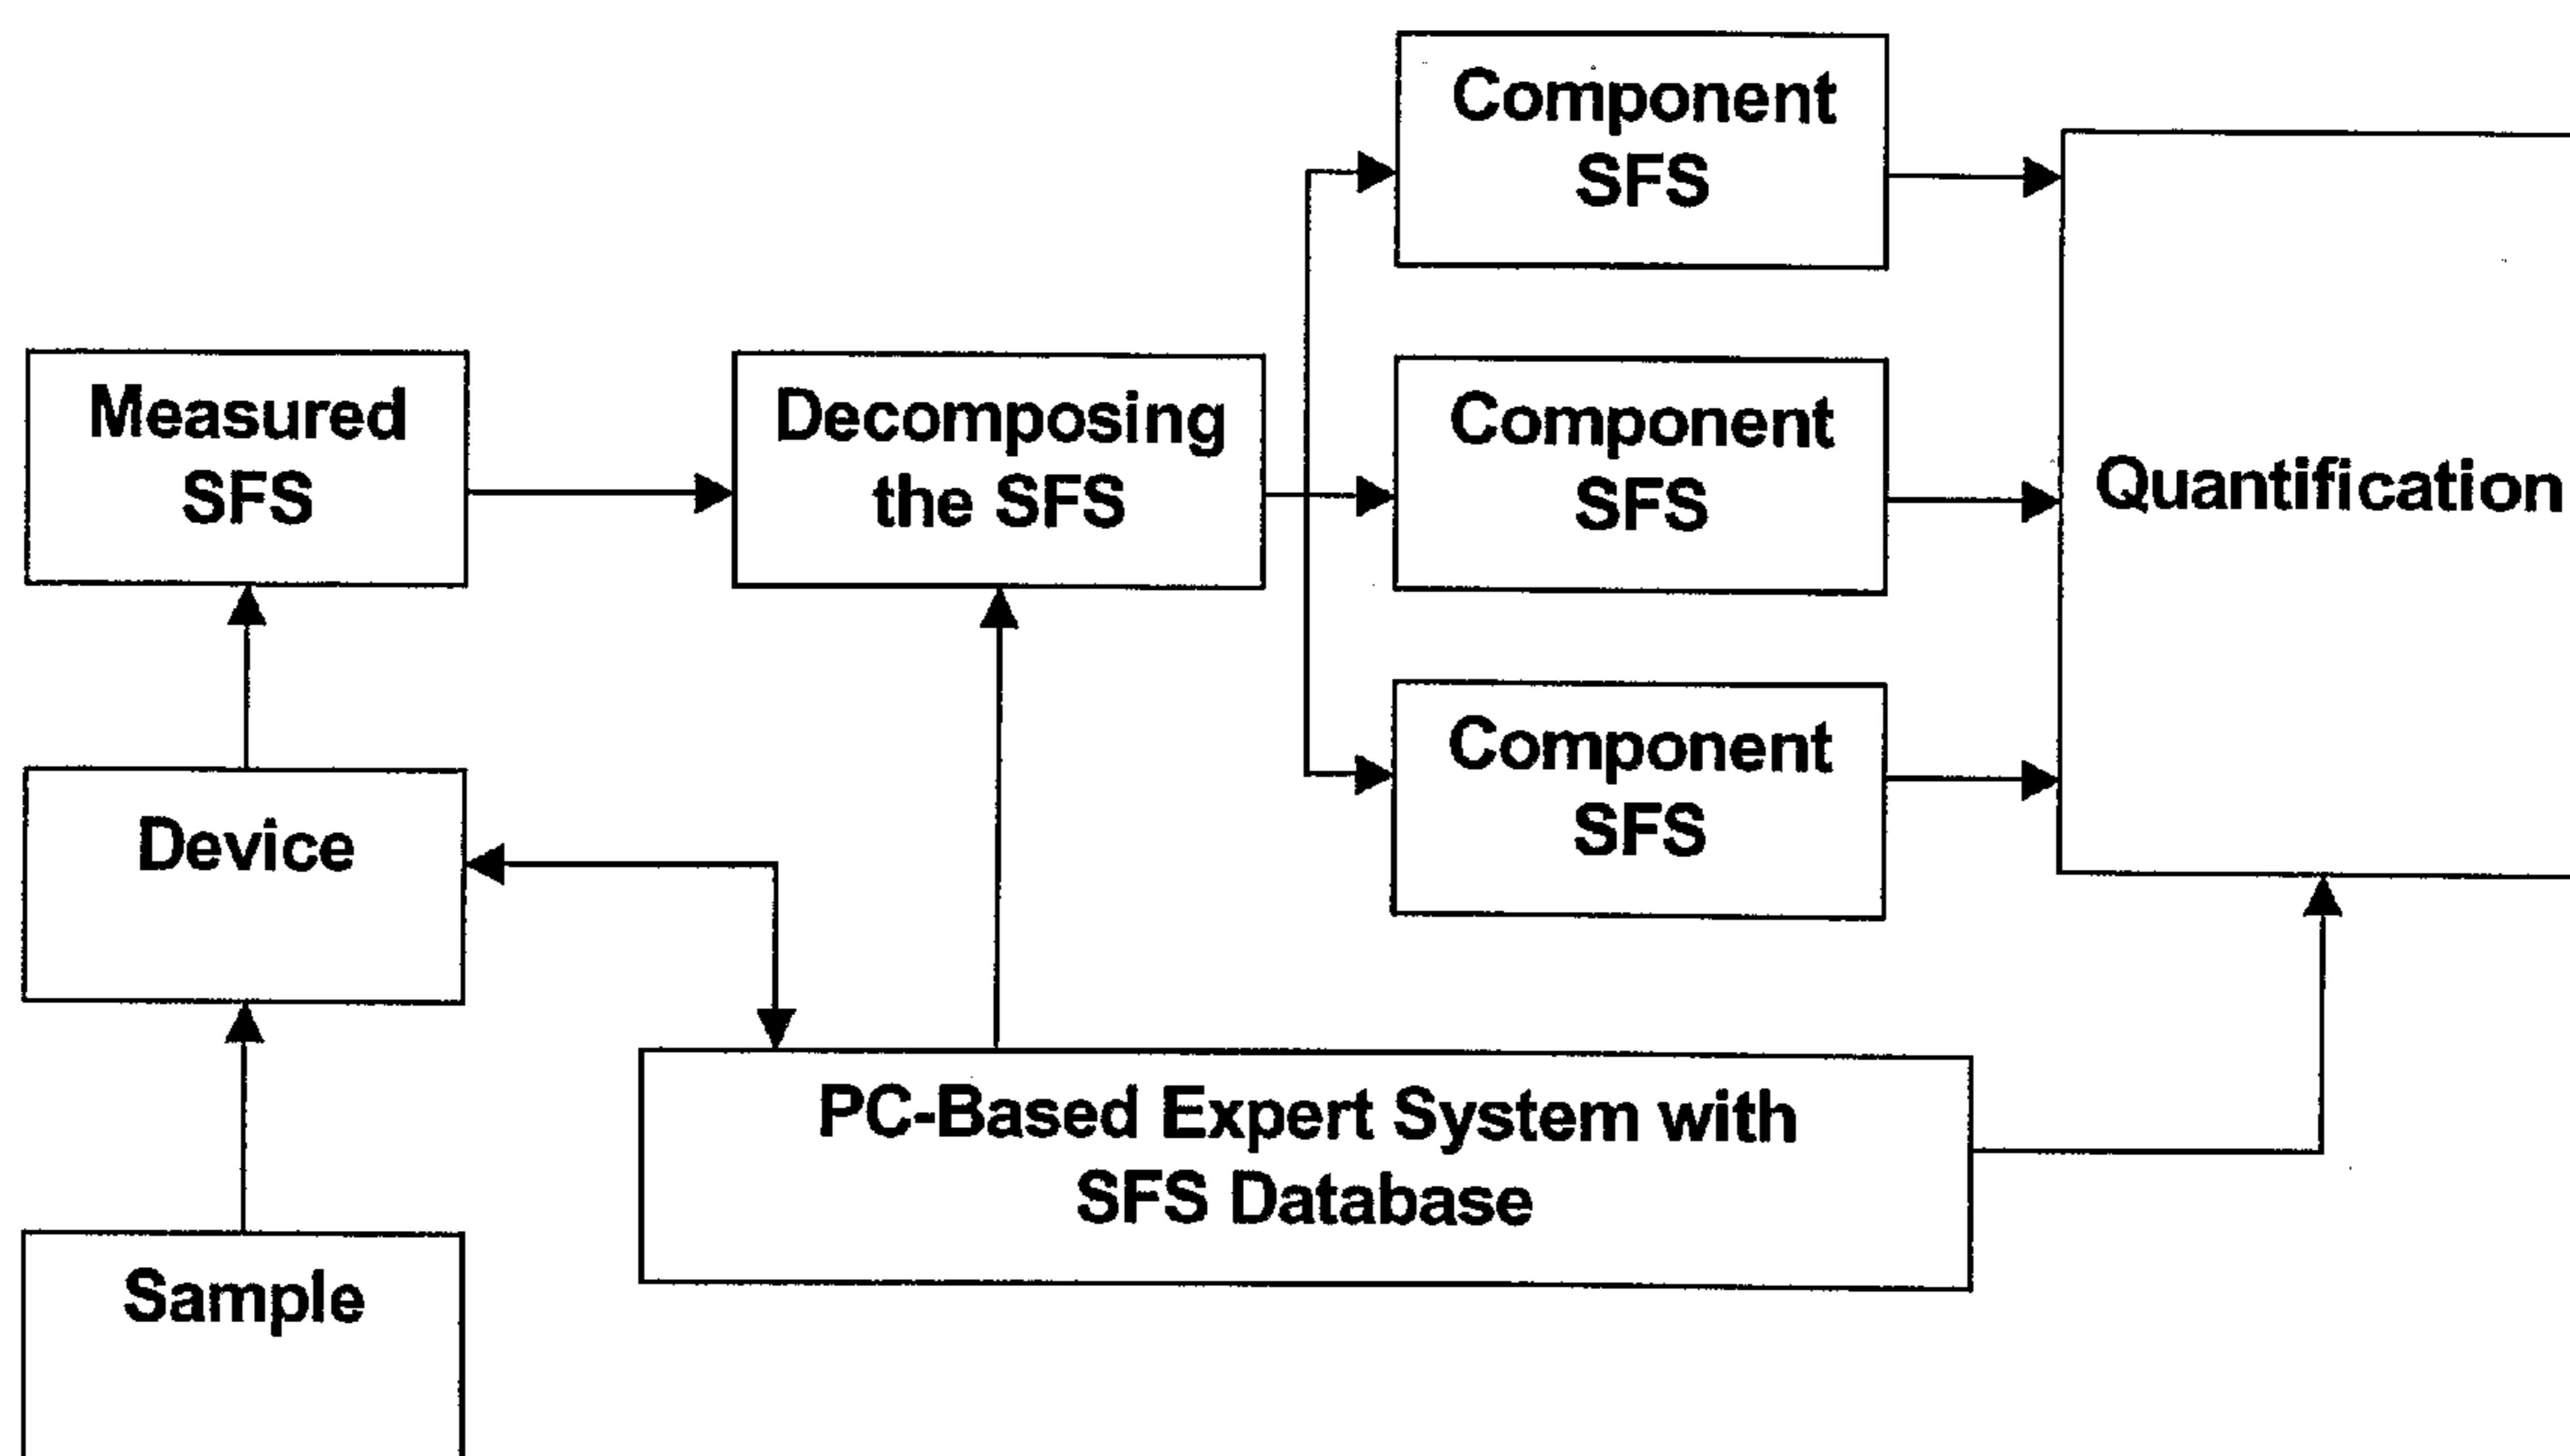 Component
SFS
Measured
SFS
Decomposing
the SFS
Component
SFS
Quantification
Component
SFS
Device
PC-Based Expert System with
SFS Database
Sample